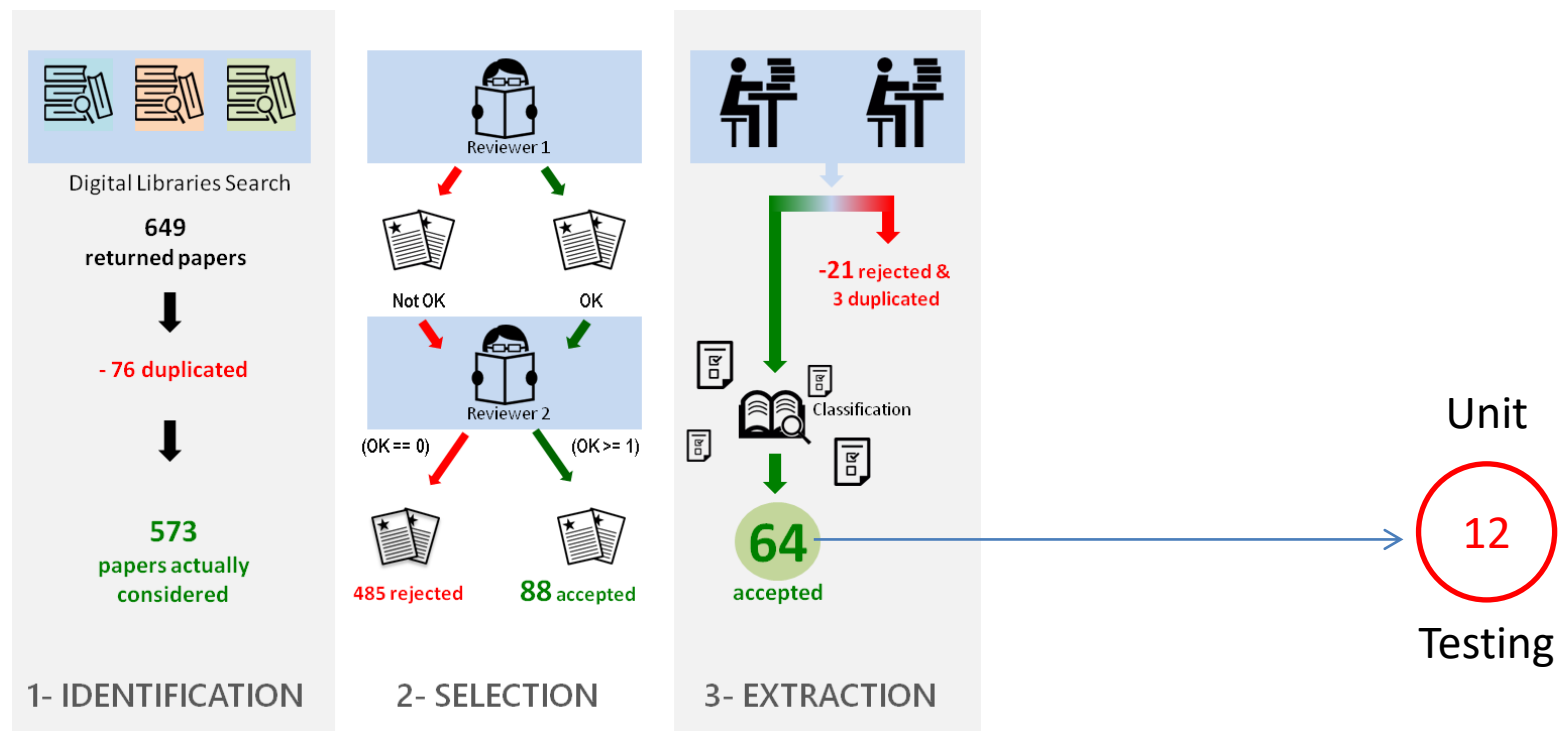 Digital Libraries Search
649
returned papers
- 76 duplicated
573
papers actually
considered
1- IDENTIFICATION
Reviewer 1
Not OK
OK
Reviewer 2
(OK == 0)
(OK >= 1)
485 rejected
88 accepted
2- SELECTION
-21 rejected &
3 duplicated
Classification
64
accepted
3- EXTRACTION
Unit
12
Testing